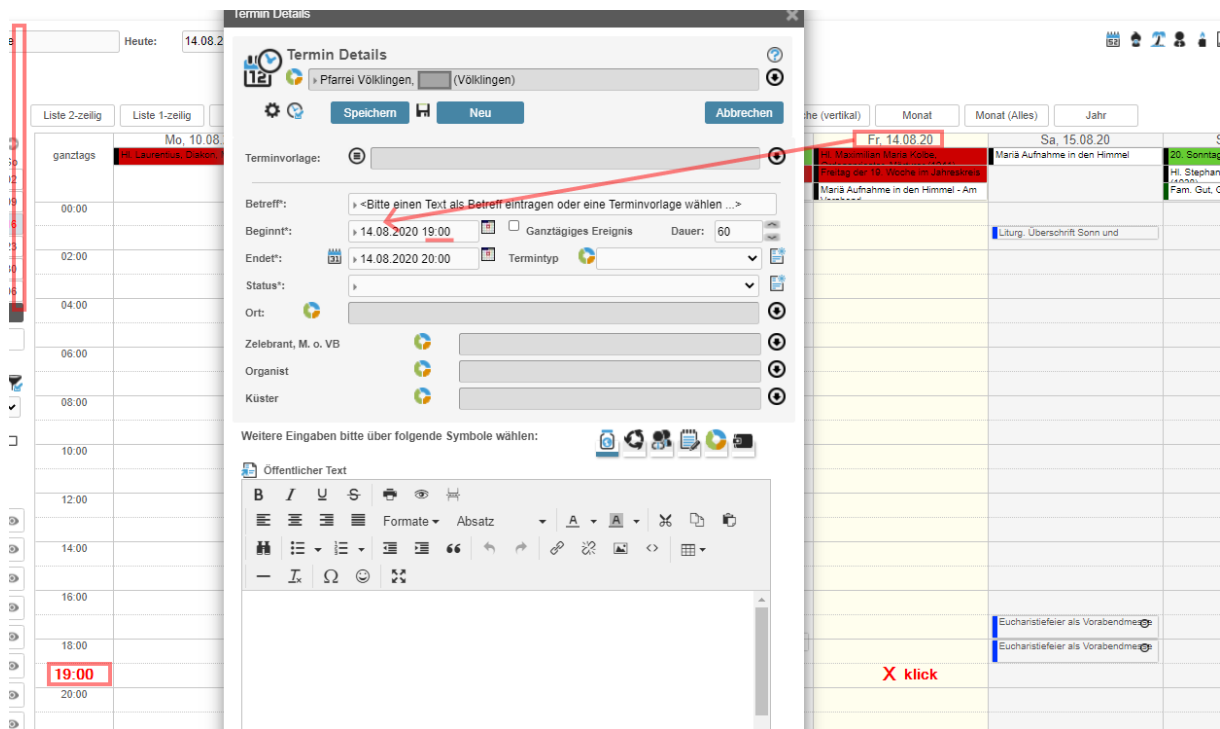 Termin Details
Heute: 14.08.2
Termin Details
Pfarrei Völklingen, (Völklingen)
Speichern Neu Abbrechen
Liste 2-zeilig Liste 1-zeilig
he (vertikal) Monat Monat (Alles) Jahr
Mo, 10.08. Fr, 14.08.20 Sa, 15.08.20 S
ganztags
Hl. Laurentius, Diakon,
Hl. Maximilian Maria Kolbe,
Freitag der 19. Woche im Jahreskreis
Mariä Aufnahme in den Himmel - Am
Vorabend
Mariä Aufnahme in den Himmel
20. Sonntag
Hl. Stephan
Fam. Gut, G
Terminvorlage:
Betreff*: <Bitte einen Text als Betreff eintragen oder eine Terminvorlage wählen ...>
Beginnt*: 14.08.2020 19:00 Ganztägiges Ereignis Dauer: 60
Endet*: 14.08.2020 20:00 Termintyp
Status*:
Ort:
Zelebrant, M. o. VB
Organist
Küster
Weitere Eingaben bitte über folgende Symbole wählen:
Öffentlicher Text
B I U S
Formate Absatz A A
00:00
02:00
04:00
06:00
08:00
10:00
12:00
14:00
16:00
18:00
19:00
20:00
Liturg. Überschrift Sonn und
Eucharistiefeier als Vorabendmesse
Eucharistiefeier als Vorabendmesse
X klick